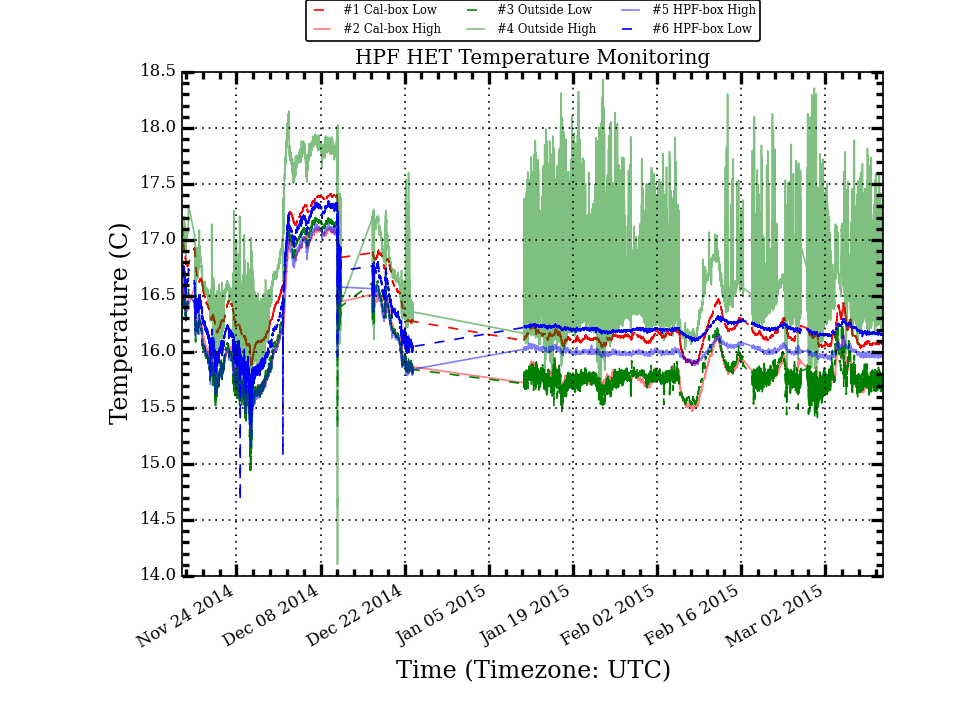 #1 Cal-box Low #3 Outside Low #5 HPF-box High
#2 Cal-box High #4 Outside High #6 HPF-box Low
HPF HET Temperature Monitoring
18.5
18.0
17.5
17.0
16.5
16.0
15.5
15.0
14.5
14.0
Temperature (C)
Nov 24 2014 Dec 08 2014 Dec 22 2014 Jan 05 2015 Jan 19 2015 Feb 02 2015 Feb 16 2015 Mar 02 2015
Time (Timezone: UTC)